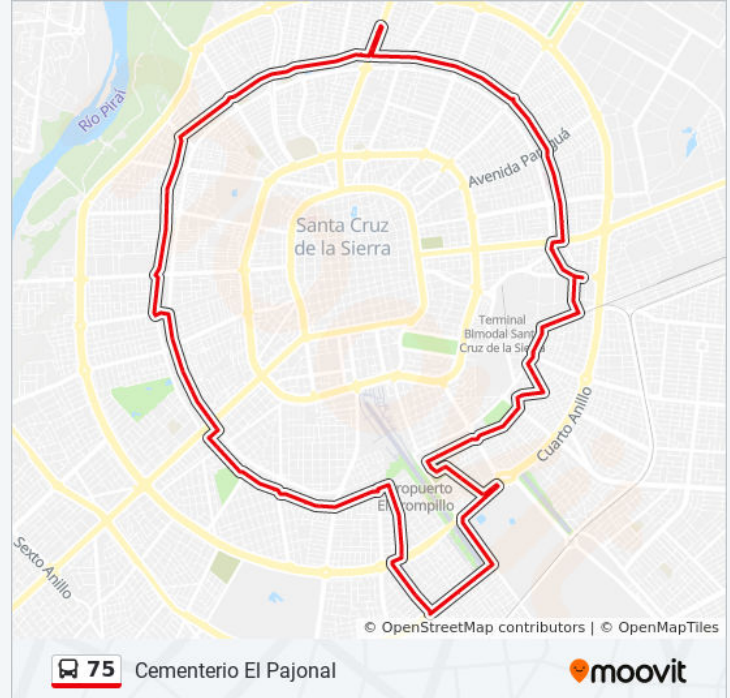 Río Piraí
Avenida Paraguá
Santa Cruz
de la Sierra
Terminal
Bimodal Santa
Cruz de la Sierra
Cuarto Anillo
Aeropuerto
El Trompillo
Sexto Anillo
© OpenStreetMap contributors | © OpenMapTiles
75 Cementerio El Pajonal
moovit